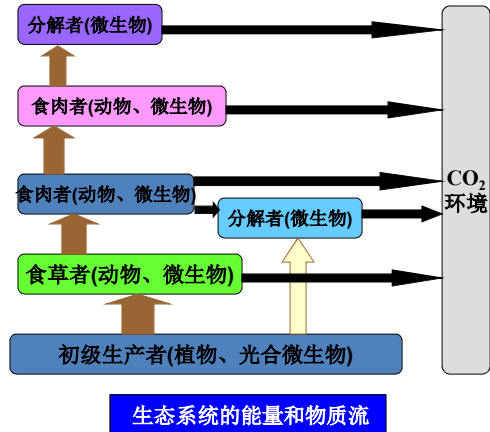 分解者(微生物)
食肉者(动物、微生物)
食肉者(动物、微生物)
分解者(微生物)
CO₂
环境
食草者(动物、微生物)
初级生产者(植物、光合微生物)
生态系统的能量和物质流